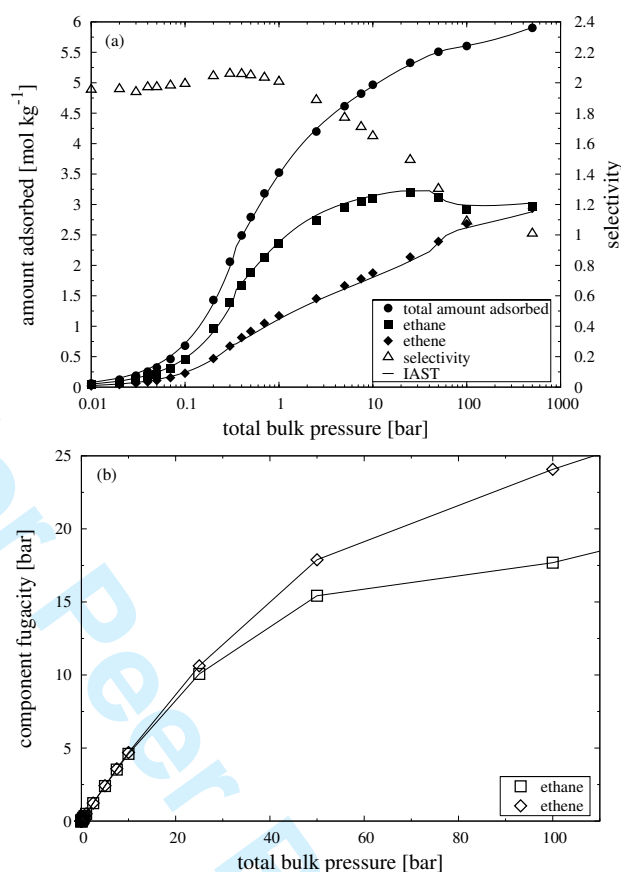 (a)
6
5.5
5
4.5
4
3.5
3
2.5
2
1.5
1
0.5
0
amount adsorbed [mol kg-1]
2.4
2.2
2
1.8
1.6
1.4
1.2
1
0.8
0.6
0.4
0.2
0
selectivity
total amount adsorbed
ethane
ethene
selectivity
IAST
0.01 0.1 1 10 100 1000
total bulk pressure [bar]
(b)
25
20
15
10
5
0
component fugacity [bar]
ethane
ethene
0 20 40 60 80 100
total bulk pressure [bar]
Peer